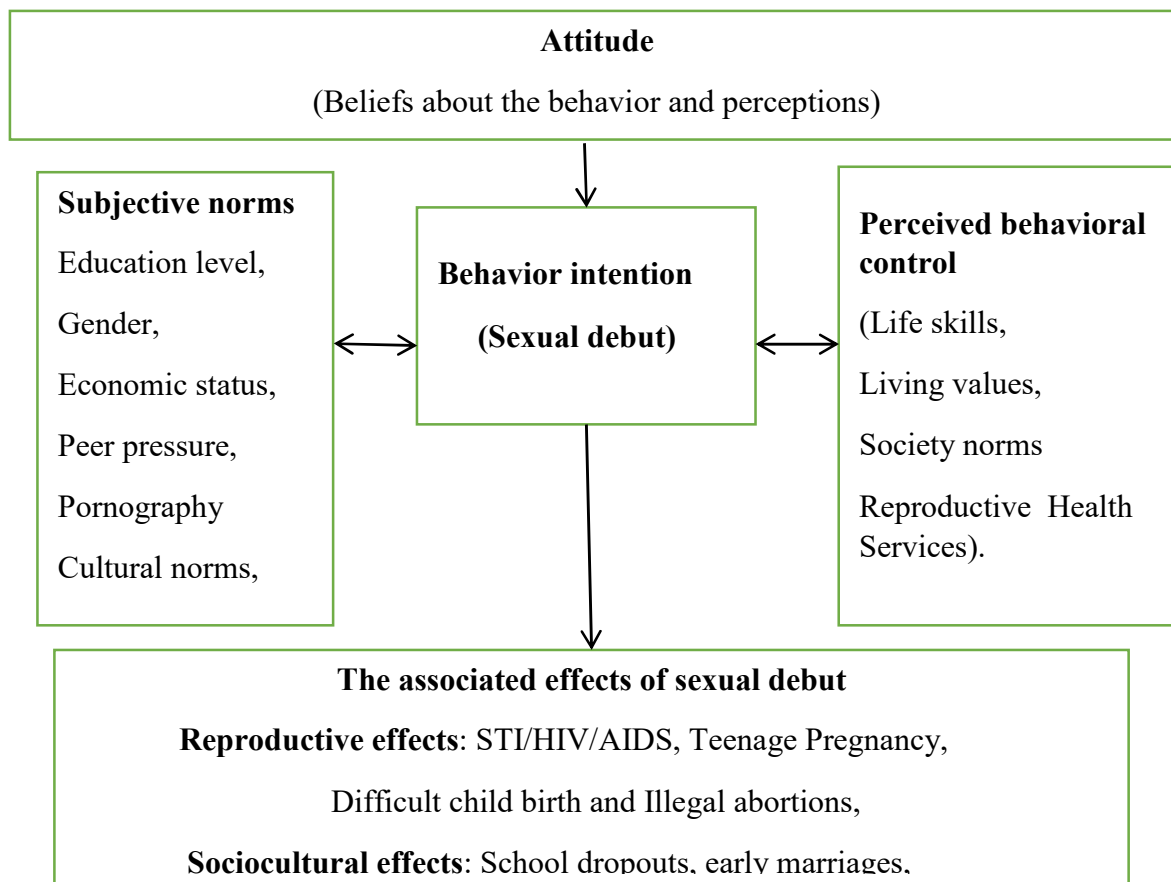 Attitude
(Beliefs about the behavior and perceptions)
Subjective norms
Education level,
Gender,
Economic status,
Peer pressure,
Pornography
Cultural norms,
Behavior intention
(Sexual debut)
Perceived behavioral
control
(Life skills,
Living values,
Society norms
Reproductive Health
Services).
The associated effects of sexual debut
Reproductive effects: STI/HIV/AIDS, Teenage Pregnancy,
Difficult child birth and Illegal abortions,
Sociocultural effects: School dropouts, early marriages,